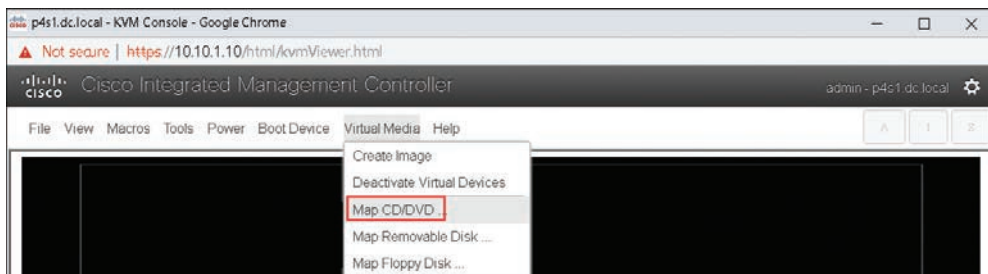 p4s1.dc.local - KVM Console - Google Chrome
Not secure | https://10.10.1.10/html/kvmViewer.html
cisco Cisco Integrated Management Controller admin - p4s1.dc.local
File View Macros Tools Power Boot Device Virtual Media Help A 1
Create Image
Deactivate Virtual Devices
Map CD/DVD ...
Map Removable Disk ...
Map Floppy Disk ...